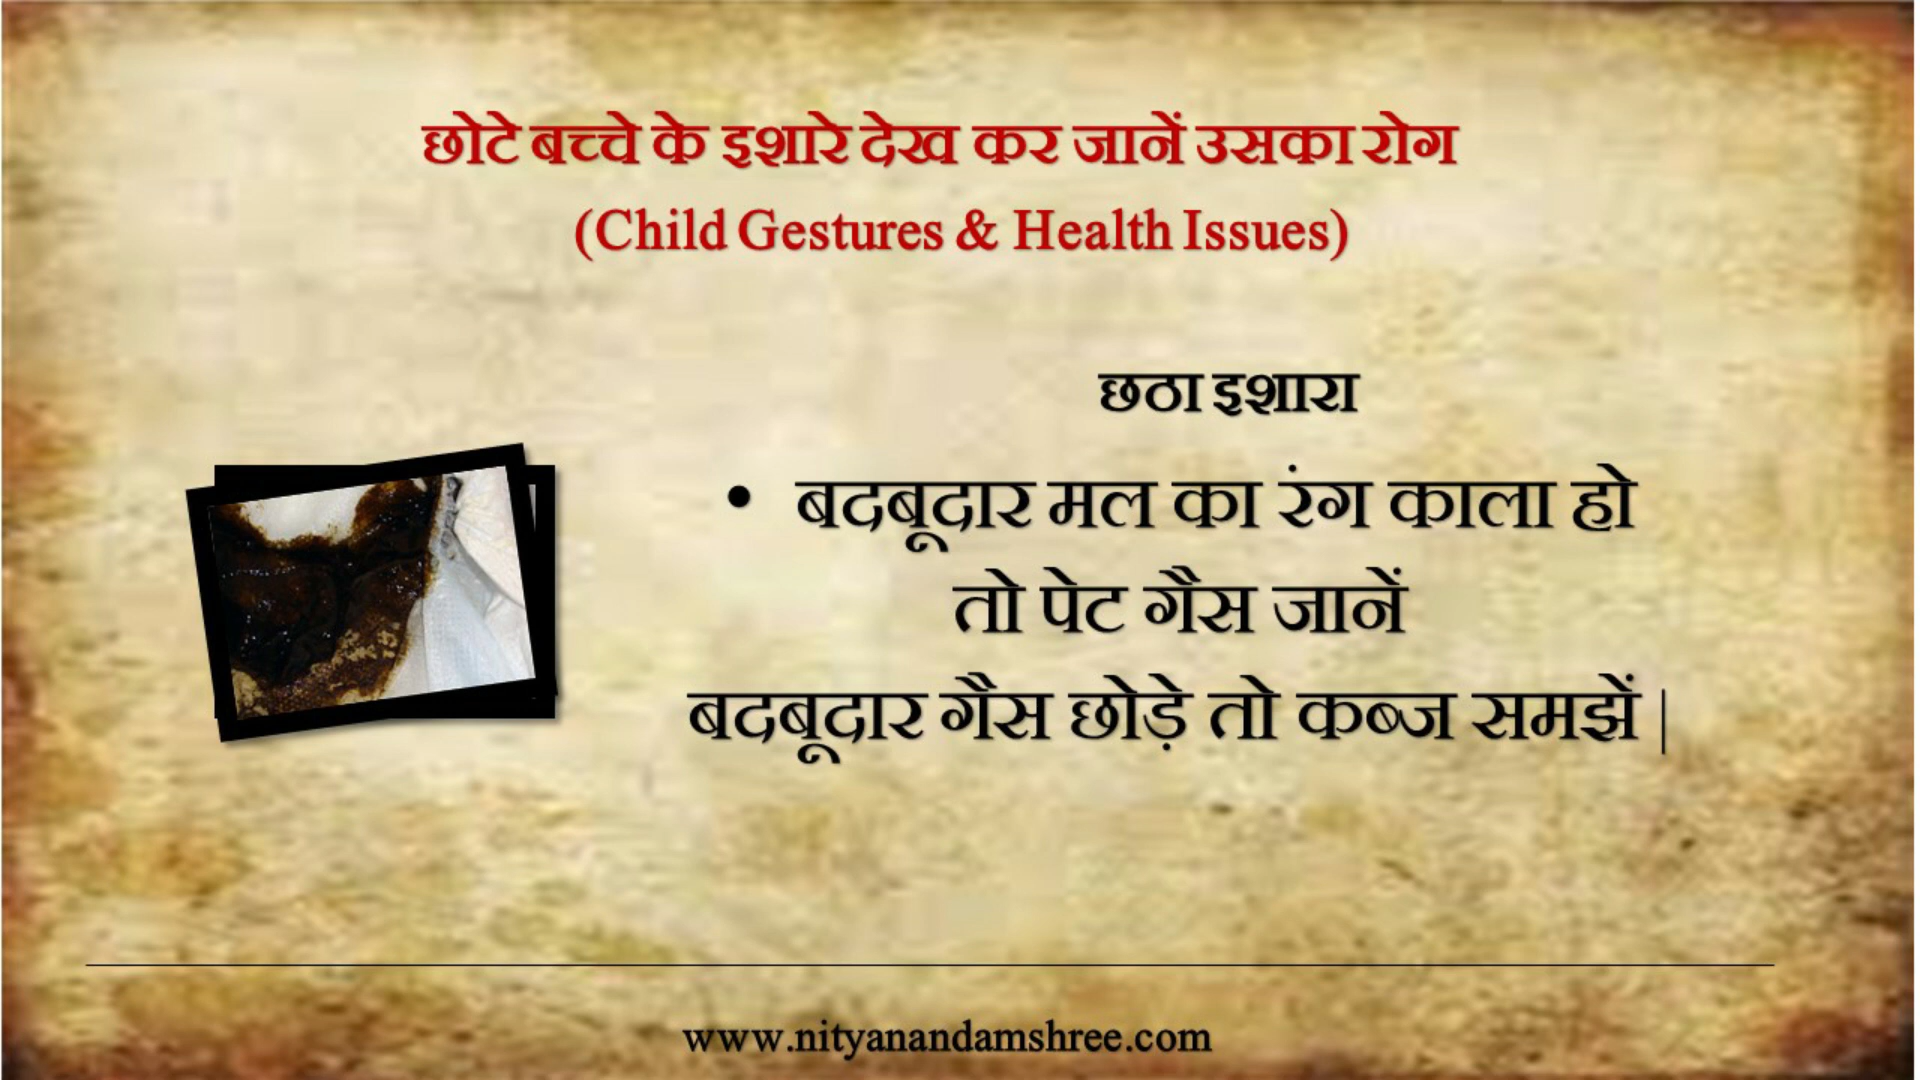 छोटे बच्चे के इशारे देख कर जानें उसका रोग
(Child Gestures & Health Issues)
छठा इशारा
• बदबूदार मल का रंग काला हो
तो पेट गैस जानें
बदबूदार गैस छोड़े तो कब्ज समझें |
www.nityanandamshree.com